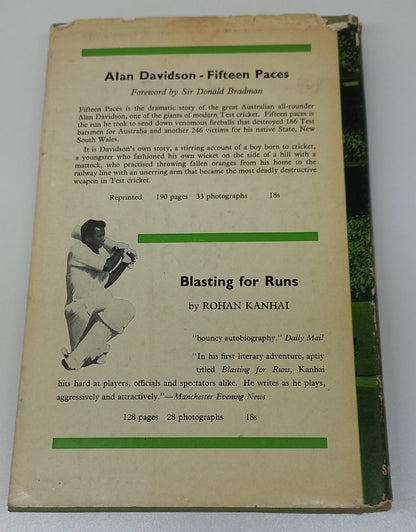 Alan Davidson - Fifteen Paces
Foreword by Sir Donald Bradman
Fifteen Paces is the dramatic story of the great Australian all-rounder
Alan Davidson, one of the giants of modern Test cricket. Fifteen paces is
the run he took to send down venomous fireballs that destroyed 186 Test
batsmen for Australia and another 246 victims for his native State, New
South Wales.
It is Davidson's own story, a stirring account of a boy born to cricket,
a youngster who fashioned his own wicket on the side of a hill with a
mattock, who practised throwing fallen oranges from his home to the
railway line with an unerring arm that became the most deadly destructive
weapon in Test cricket.
Reprinted 190 pages 33 photographs 18s
Blasting for Runs
by ROHAN KANHAI
"bouncy autobiography." Daily Mail
"In his first literary adventure, aptly
titled Blasting for Runs, Kanhai
hits hard at players, officials and spectators alike. He writes as he plays,
aggressively and attractively."—Manchester Evening News
128 pages 28 photographs 18s